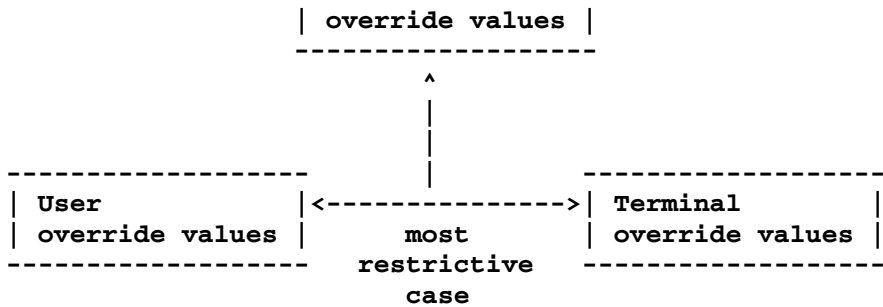 | override values |
-------------------
^
|
|
|
------------------- | -------------------
| User |<--------------->| Terminal |
| override values | most | override values |
------------------- restrictive -------------------
case